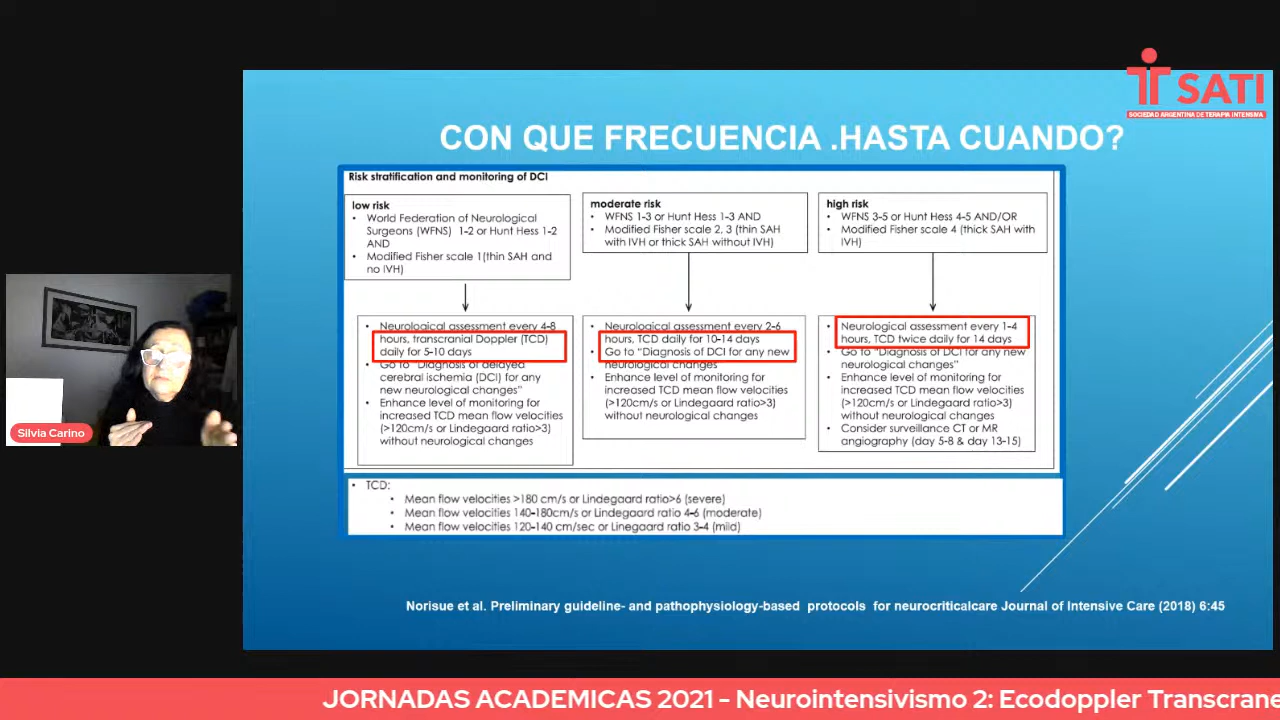 SATI
SOCIEDAD ARGENTINA DE TERAPIA INTENSIVA
CON QUE FRECUENCIA .HASTA CUANDO?
Risk stratification and monitoring of DCI
low risk
• World Federation of Neurological
Surgeons (WFNS) 1-2 or Hunt Hess 1-2
AND
• Modified Fisher scale 1(thin SAH and
no IVH)
moderate risk
• WFNS 1-3 or Hunt Hess 1-3 AND
• Modified Fisher scale 2, 3 (thin SAH
with IVH or thick SAH without IVH)
high risk
• WFNS 3-5 or Hunt Hess 4-5 AND/OR
• Modified Fisher scale 4 (thick SAH with
IVH)
• Neurological assessment every 4-8
hours, transcranial Doppler (TCD)
daily for 5-10 days
• Go to "Diagnosis of delayed
cerebral ischemia (DCI) for any
new neurological changes"
• Enhance level of monitoring for
increased TCD mean flow velocities
(>120cm/s or Lindegaard ratio>3)
without neurological changes
• Neurological assessment every 2-6
hours, TCD daily for 10-14 days
• Go to "Diagnosis of DCI for any new
neurological changes"
• Enhance level of monitoring for
increased TCD mean flow velocities
(>120cm/s or Lindegaard ratio>3)
without neurological changes
• Neurological assessment every 1-4
hours, TCD twice daily for 14 days
• Go to "Diagnosis of DCI for any new
neurological changes"
• Enhance level of monitoring for
increased TCD mean flow velocities
(>120cm/s or Lindegaard ratio>3)
without neurological changes
• Consider surveillance CT or MR
angiography (day 5-8 & day 13-15)
• TCD:
• Mean flow velocities >180 cm/s or Lindegaard ratio>6 (severe)
• Mean flow velocities 140-180cm/s or Lindegaard ratio 4-6 (moderate)
• Mean flow velocities 120-140 cm/sec or Linegaard ratio 3-4 (mild)
Silvia Carino
Norisue et al. Preliminary guideline- and pathophysiology-based protocols for neurocriticalcare Journal of Intensive Care (2018) 6:45
JORNADAS ACADEMICAS 2021 - Neurointensivismo 2: Ecodoppler Transcrane